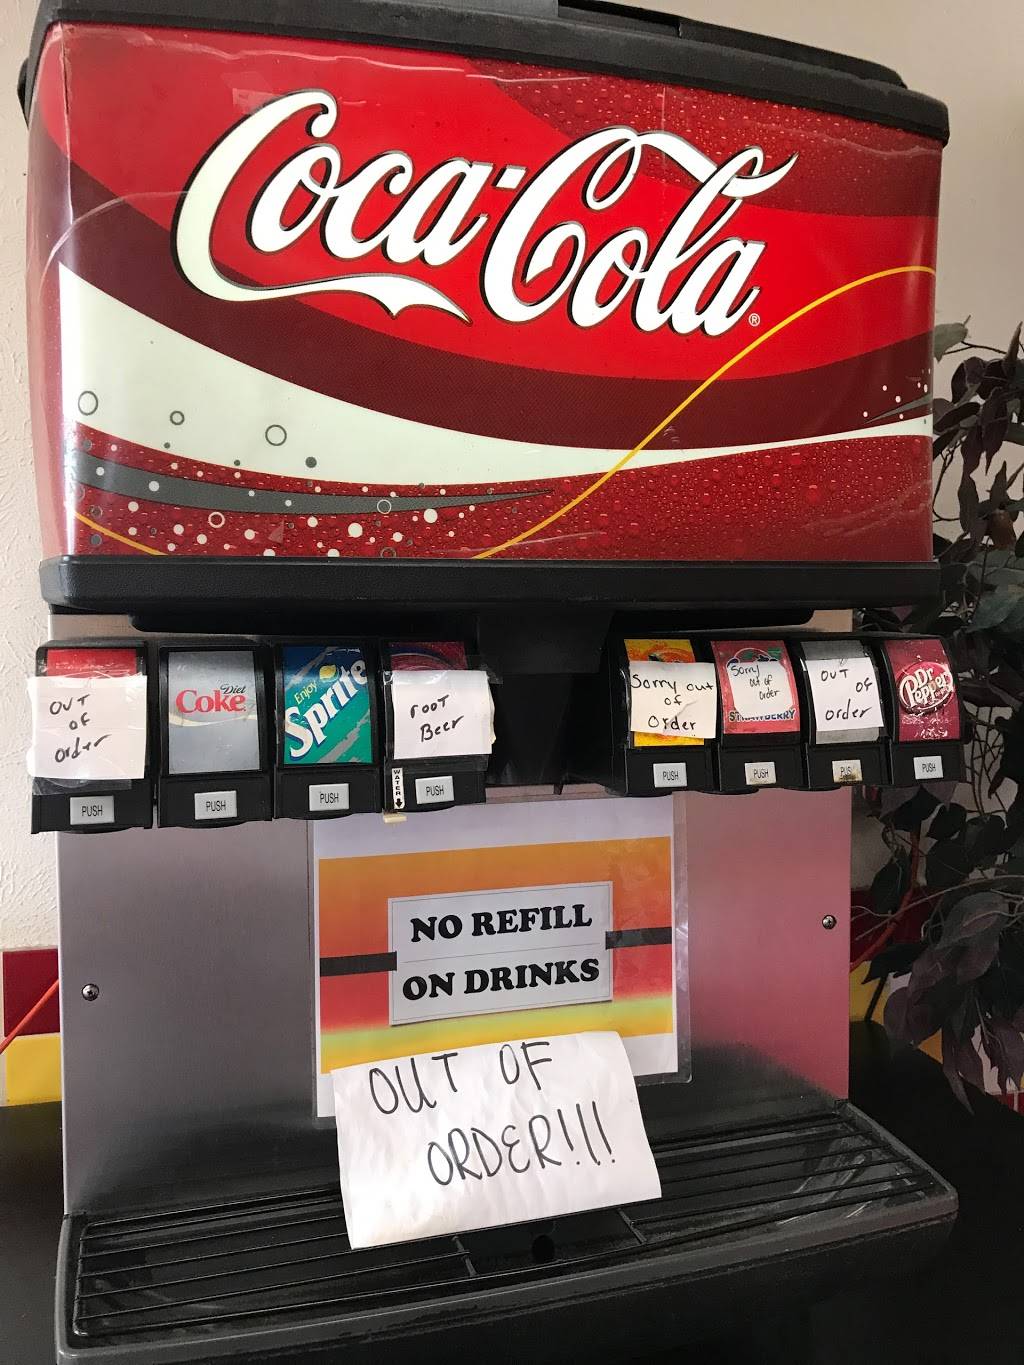 Coca-Cola®
OUT
OF
Order
Diet
Coke
Enjoy
Sprite
root
Beer
Sorry out
of
Order
Sorry
out of
order
OUT
OF
order
Dr
Pepper
WATER
PUSH
PUSH
PUSH
PUSH
PUSH
PUSH
PUSH
PUSH
NO REFILL
ON DRINKS
OUT OF
ORDER!!!